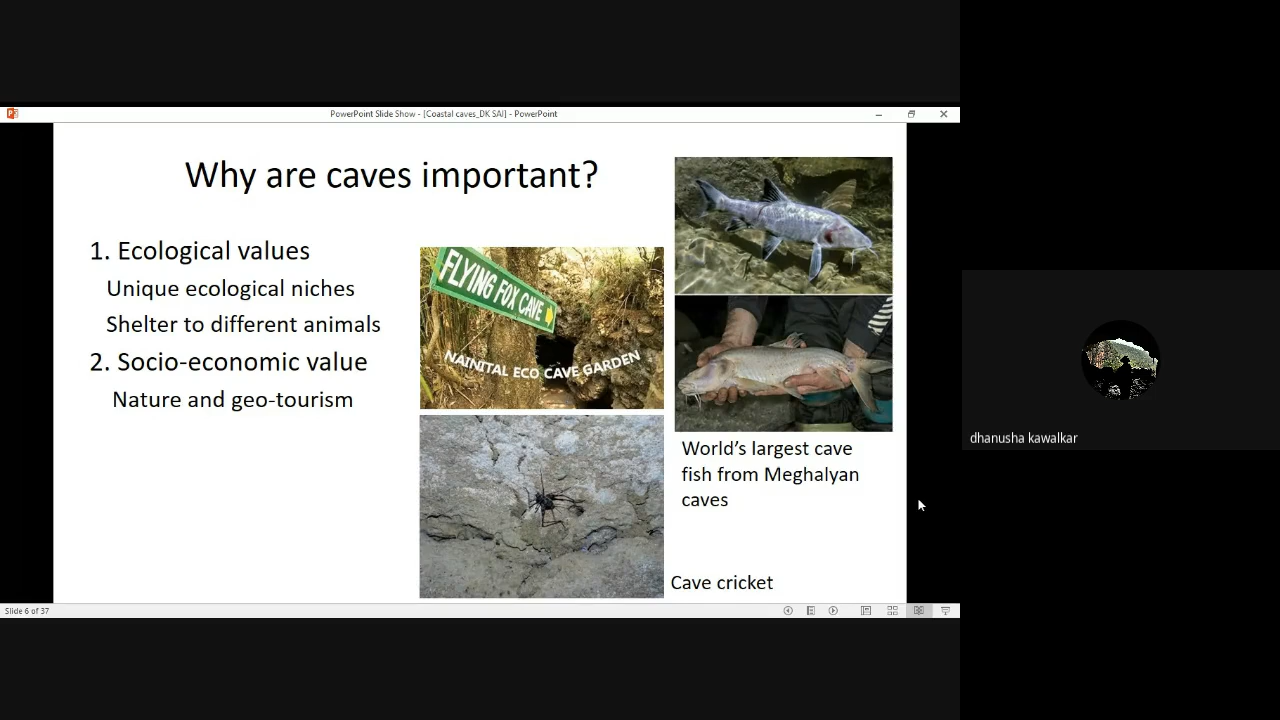 PowerPoint Slide Show - [Coastal caves_DK SAI] - PowerPoint
Why are caves important?
1. Ecological values
Unique ecological niches
Shelter to different animals
2. Socio-economic value
Nature and geo-tourism
FLYING FOX CAVE
NAINITAL ECO CAVE GARDEN
World’s largest cave
fish from Meghalyan
caves
Cave cricket
dhanusha kawalkar
Slide 6 of 37